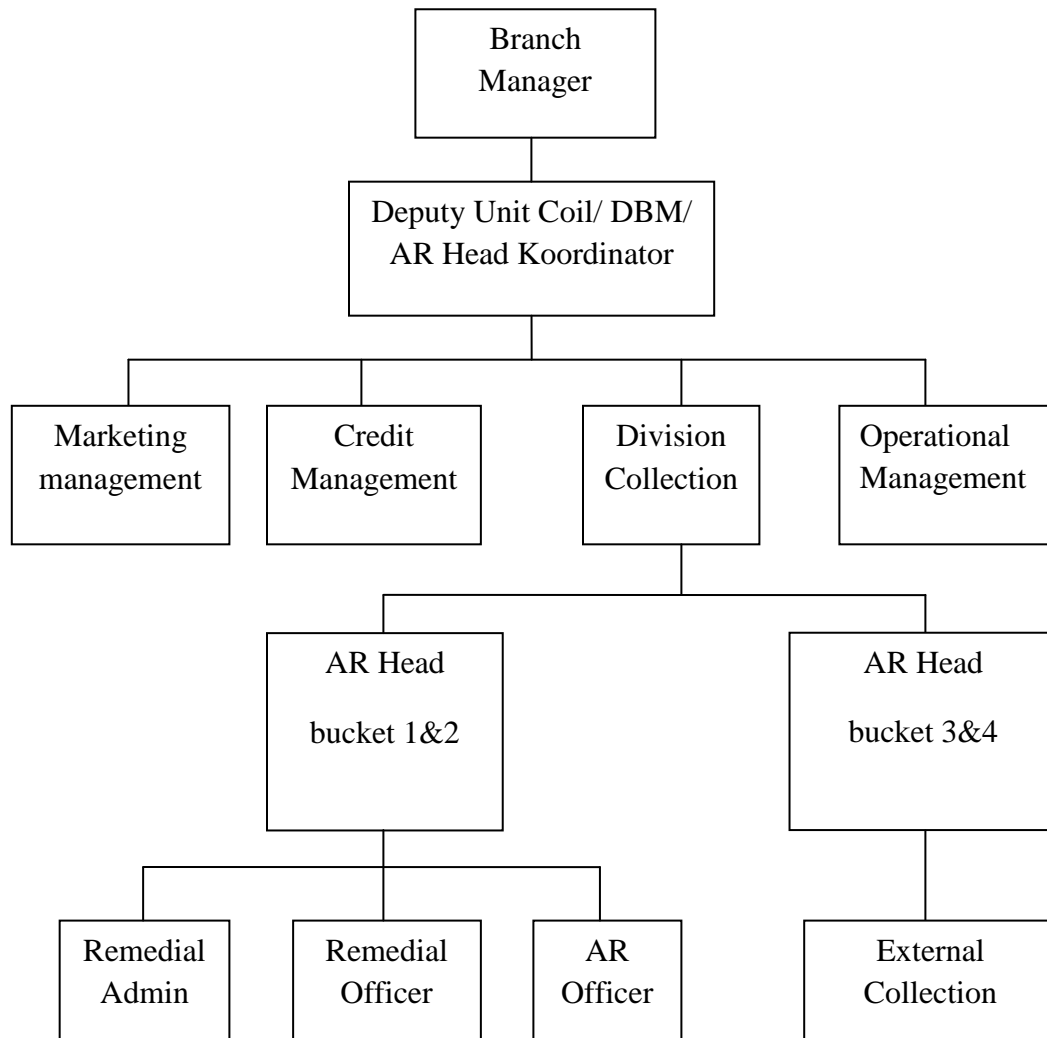 Branch
Manager
Deputy Unit Coil/ DBM/
AR Head Koordinator
Marketing
management
Credit
Management
Division
Collection
Operational
Management
AR Head
bucket 1&2
AR Head
bucket 3&4
Remedial
Admin
Remedial
Officer
AR
Officer
External
Collection